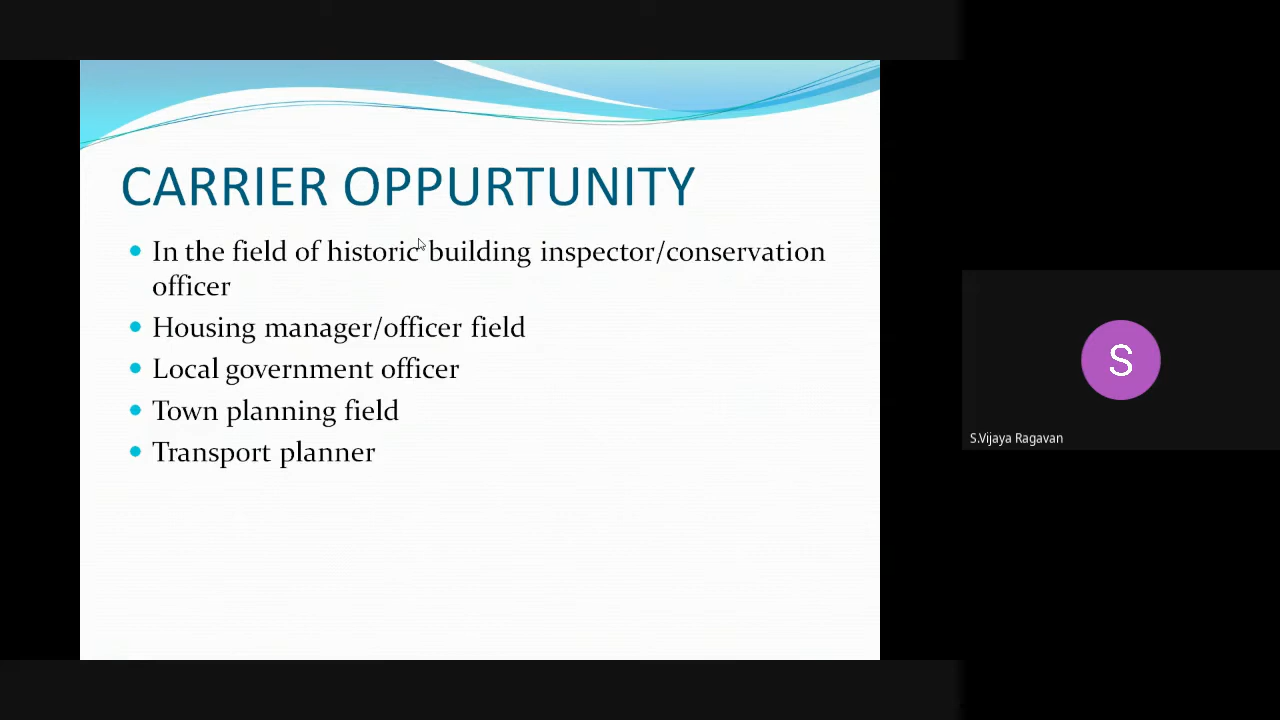 CARRIER OPPURTUNITY
In the field of historic building inspector/conservation
officer
Housing manager/officer field
Local government officer
Town planning field
Transport planner
S
S.Vijaya Ragavan